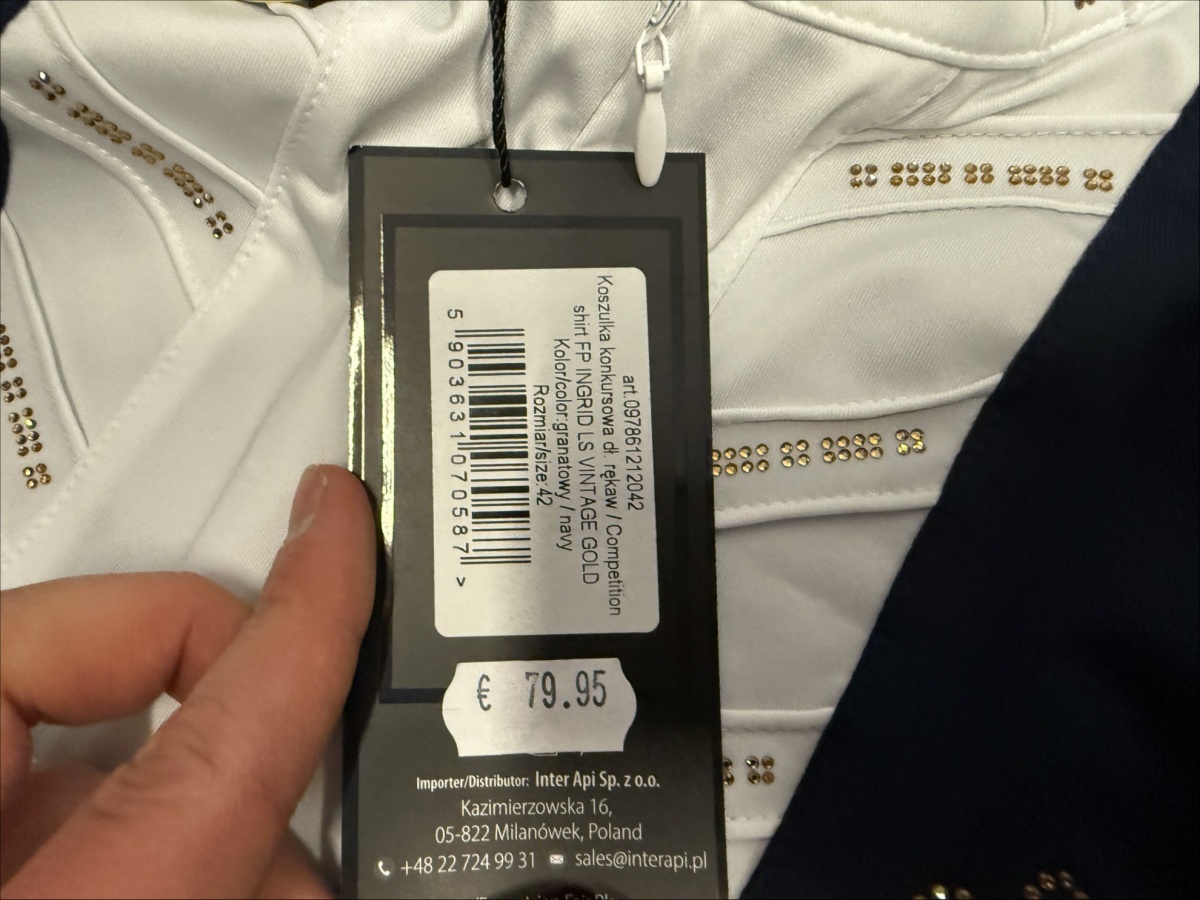 art.097861212042
Koszulka konkursowa dł. rękaw / Competition
shirt FP INGRID LS VINTAGE GOLD
Kolor/color:granatowy / navy
Rozmiar/size:42
5 903631 070587 >
€ 79.95
Importer/Distributor: Inter Api Sp. z o.o.
Kazimierzowska 16,
05-822 Milanówek, Poland
+48 22 724 99 31 sales@interapi.pl